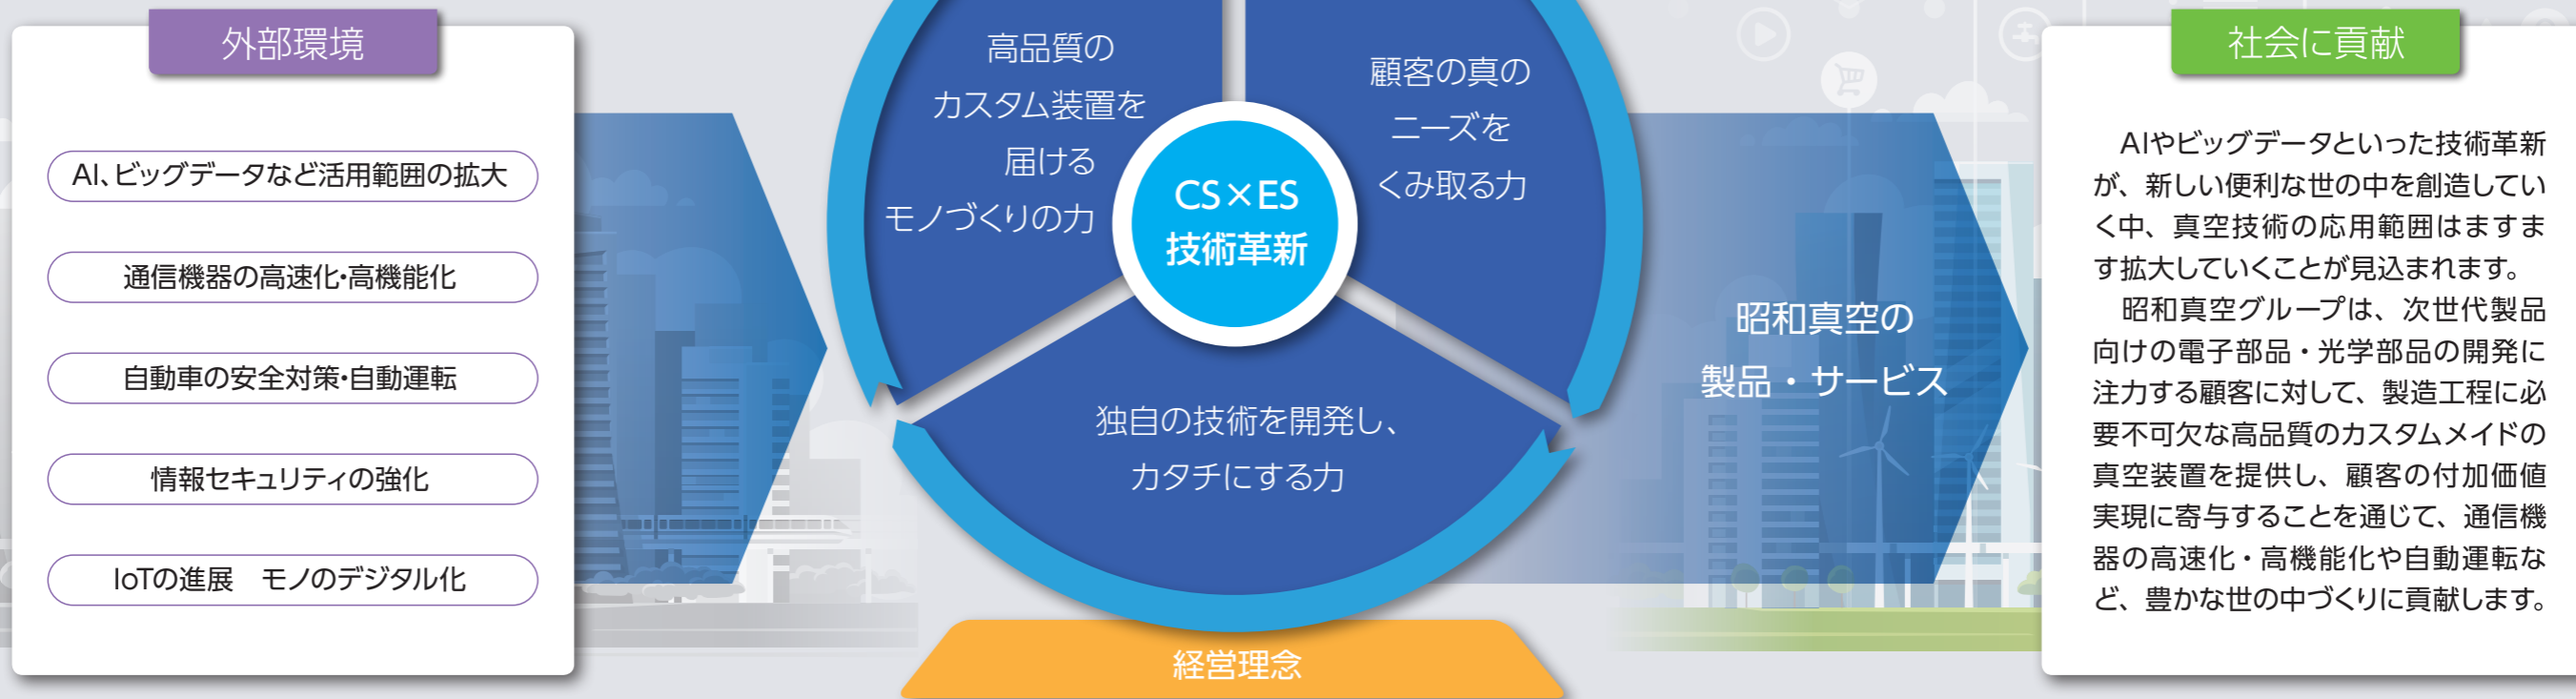 外部環境
AI、ビッグデータなど活用範囲の拡大
通信機器の高速化・高機能化
自動車の安全対策・自動運転
情報セキュリティの強化
IoTの進展　モノのデジタル化
高品質の
カスタム装置を
届ける
モノづくりの力
顧客の真の
ニーズを
くみ取る力
CS×ES
技術革新
独自の技術を開発し、
カタチにする力
経営理念
昭和真空の
製品・サービス
社会に貢献
AIやビッグデータといった技術革新
が、新しい便利な世の中を創造してい
く中、真空技術の応用範囲はますま
す拡大していくことが見込まれます。
昭和真空グループは、次世代製品
向けの電子部品・光学部品の開発に
注力する顧客に対して、製造工程に必
要不可欠な高品質のカスタムメイドの
真空装置を提供し、顧客の付加価値
実現に寄与することを通じて、通信機
器の高速化・高機能化や自動運転な
ど、豊かな世の中づくりに貢献します。